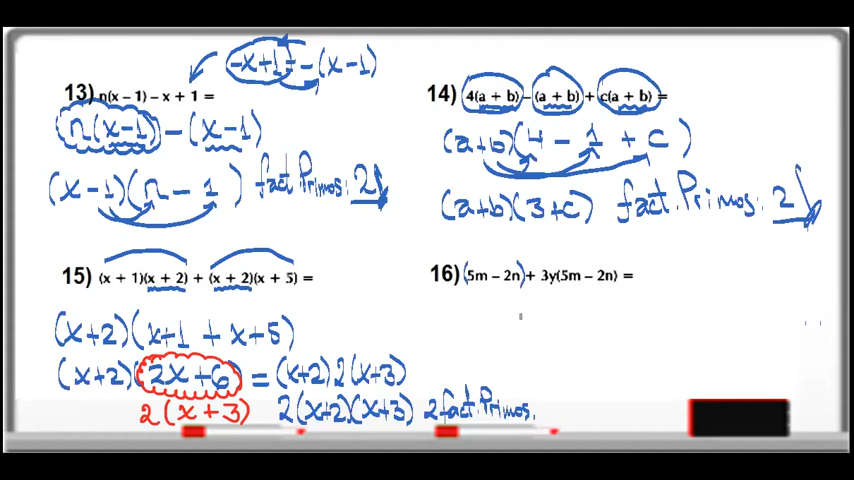 -x+1 = -(x-1)
13) n(x – 1) – x + 1 =
n(x-1) - (x-1)
(x-1)(n-1) fact. Primos: 2
14) 4(a + b) – (a + b) + c(a + b) =
(a+b)(4 - 1 + c)
(a+b)(3+c) fact. Primos: 2
15) (x + 1)(x + 2) + (x + 2)(x + 5) =
(x+2)(x+1 + x+5)
(x+2)(2x+6) = (x+2)2(x+3)
2(x+3) 2(x+2)(x+3) 2 fact. Primos.
16) (5m – 2n) + 3y(5m – 2n) =